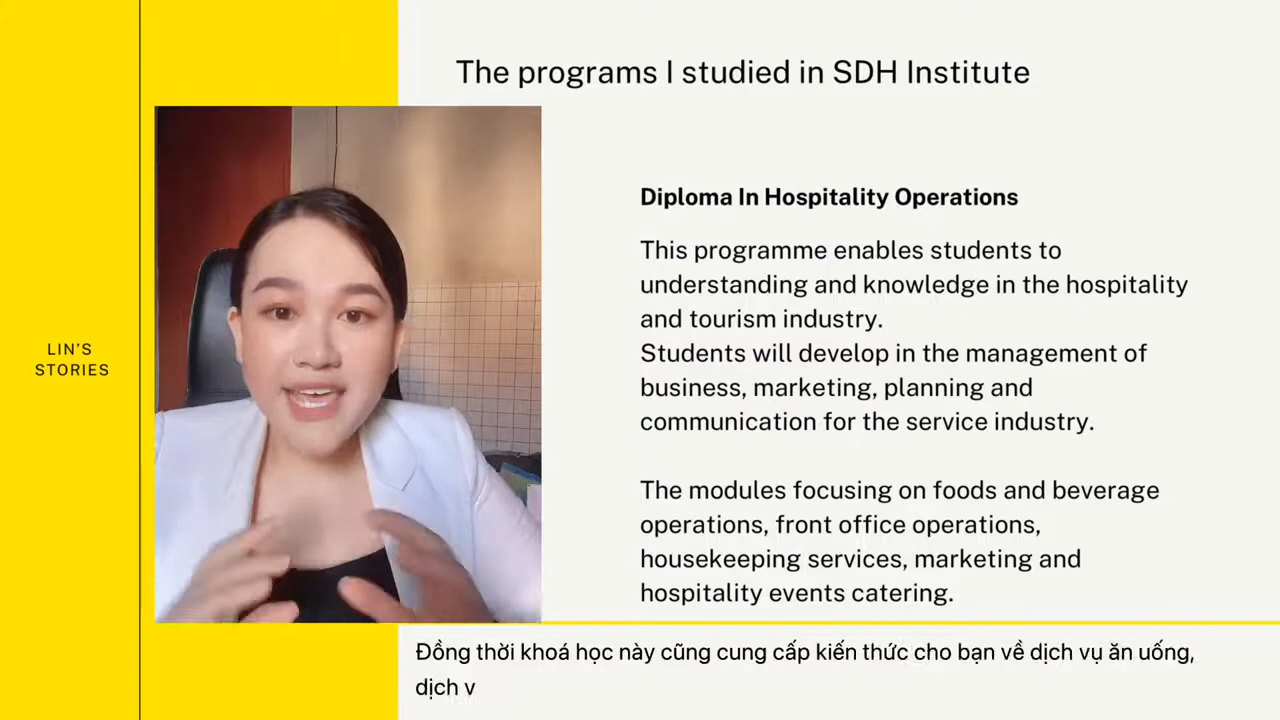 The programs I studied in SDH Institute
LIN'S
STORIES
Diploma In Hospitality Operations
This programme enables students to
understanding and knowledge in the hospitality
and tourism industry.
Students will develop in the management of
business, marketing, planning and
communication for the service industry.
The modules focusing on foods and beverage
operations, front office operations,
housekeeping services, marketing and
hospitality events catering.
Đồng thời khoá học này cũng cung cấp kiến thức cho bạn về dịch vụ ăn uống,
dịch v